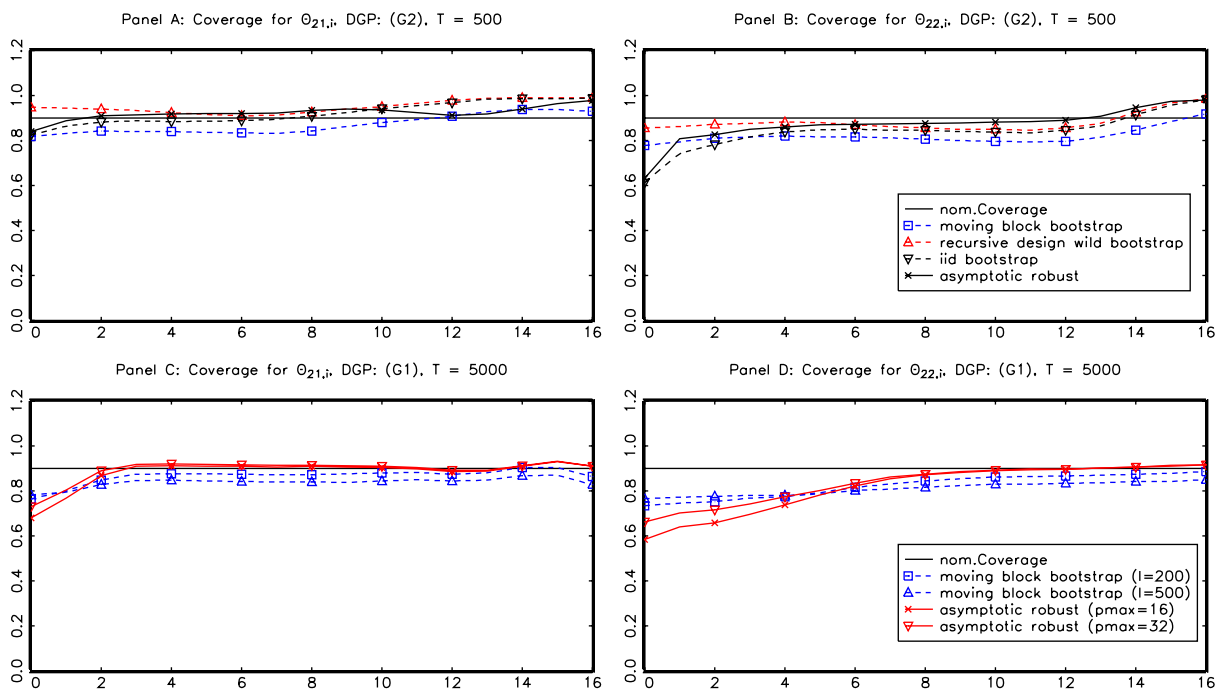 Panel A: Coverage for Θ21,i, DGP: (G2), T = 500
Panel B: Coverage for Θ22,i, DGP: (G2), T = 500
0.0 0.2 0.4 0.6 0.8 1.0 1.2
0 2 4 6 8 10 12 14 16
0.0 0.2 0.4 0.6 0.8 1.0 1.2
nom.Coverage
moving block bootstrap
recursive design wild bootstrap
iid bootstrap
asymptotic robust
0 2 4 6 8 10 12 14 16
Panel C: Coverage for Θ21,i, DGP: (G1), T = 5000
Panel D: Coverage for Θ22,i, DGP: (G1), T = 5000
0.0 0.2 0.4 0.6 0.8 1.0 1.2
0 2 4 6 8 10 12 14 16
0.0 0.2 0.4 0.6 0.8 1.0 1.2
nom.Coverage
moving block bootstrap (l=200)
moving block bootstrap (l=500)
asymptotic robust (pmax=16)
asymptotic robust (pmax=32)
0 2 4 6 8 10 12 14 16